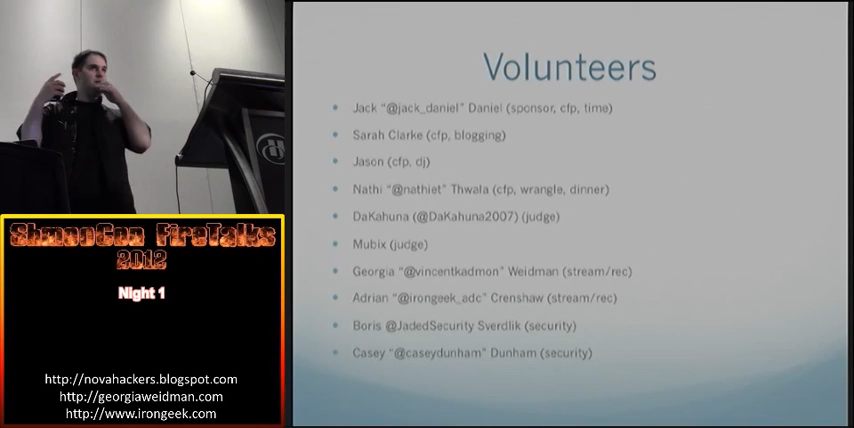 ShmooCon FireTalks
2012
Night 1
http://novahackers.blogspot.com
http://georgiaweidman.com
http://www.irongeek.com
Volunteers
• Jack “@jack_daniel” Daniel (sponsor, cfp, time)
• Sarah Clarke (cfp, blogging)
• Jason (cfp, dj)
• Nathi “@nathiet” Thwala (cfp, wrangle, dinner)
• DaKahuna (@DaKahuna2007) (judge)
• Mubix (judge)
• Georgia “@vincentkadmon” Weidman (stream/rec)
• Adrian “@irongeek_adc” Crenshaw (stream/rec)
• Boris @JadedSecurity Sverdlik (security)
• Casey “@caseydunham” Dunham (security)